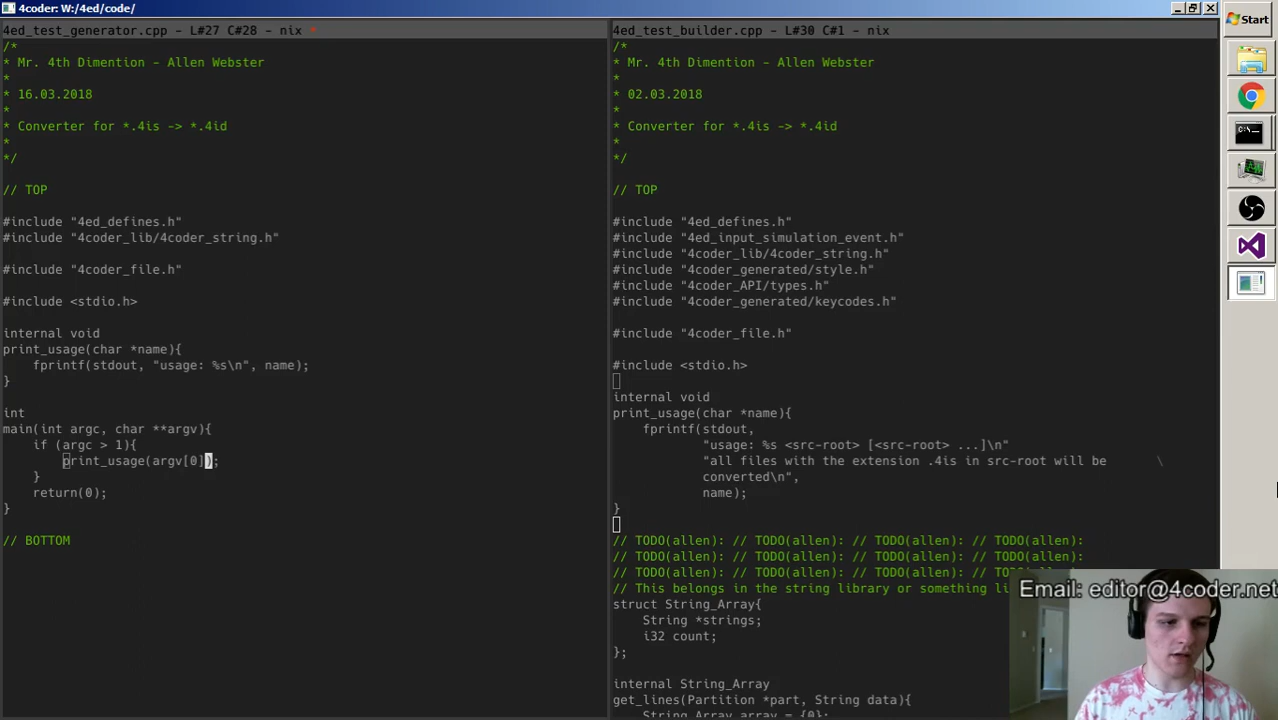 4coder: W:/4ed/code/
Start
4ed_test_generator.cpp - L#27 C#28 - nix *
/*
* Mr. 4th Dimention - Allen Webster
*
* 16.03.2018
*
* Converter for *.4is -> *.4id
*
*/
// TOP
#include "4ed_defines.h"
#include "4coder_lib/4coder_string.h"
#include "4coder_file.h"
#include <stdio.h>
internal void
print_usage(char *name){
fprintf(stdout, "usage: %s\n", name);
}
int
main(int argc, char **argv){
if (argc > 1){
print_usage(argv[0]);
}
return(0);
}
// BOTTOM
4ed_test_builder.cpp - L#30 C#1 - nix
/*
* Mr. 4th Dimention - Allen Webster
*
* 02.03.2018
*
* Converter for *.4is -> *.4id
*
*/
// TOP
#include "4ed_defines.h"
#include "4ed_input_simulation_event.h"
#include "4coder_lib/4coder_string.h"
#include "4coder_generated/style.h"
#include "4coder_API/types.h"
#include "4coder_generated/keycodes.h"
#include "4coder_file.h"
#include <stdio.h>
internal void
print_usage(char *name){
fprintf(stdout,
"usage: %s <src-root> [<src-root> ...]\n"
"all files with the extension .4is in src-root will be \
converted\n",
name);
}
// TODO(allen): // TODO(allen): // TODO(allen): // TODO(allen):
// TODO(allen): // TODO(allen): // TODO(allen): // TODO(allen):
// TODO(allen): // TODO(allen): // TODO(allen):
// This belongs in the string library or something
struct String_Array{
String *strings;
i32 count;
};
internal String_Array
get_lines(Partition *part, String data){
String_Array array = {0};
Email: editor@4coder.net